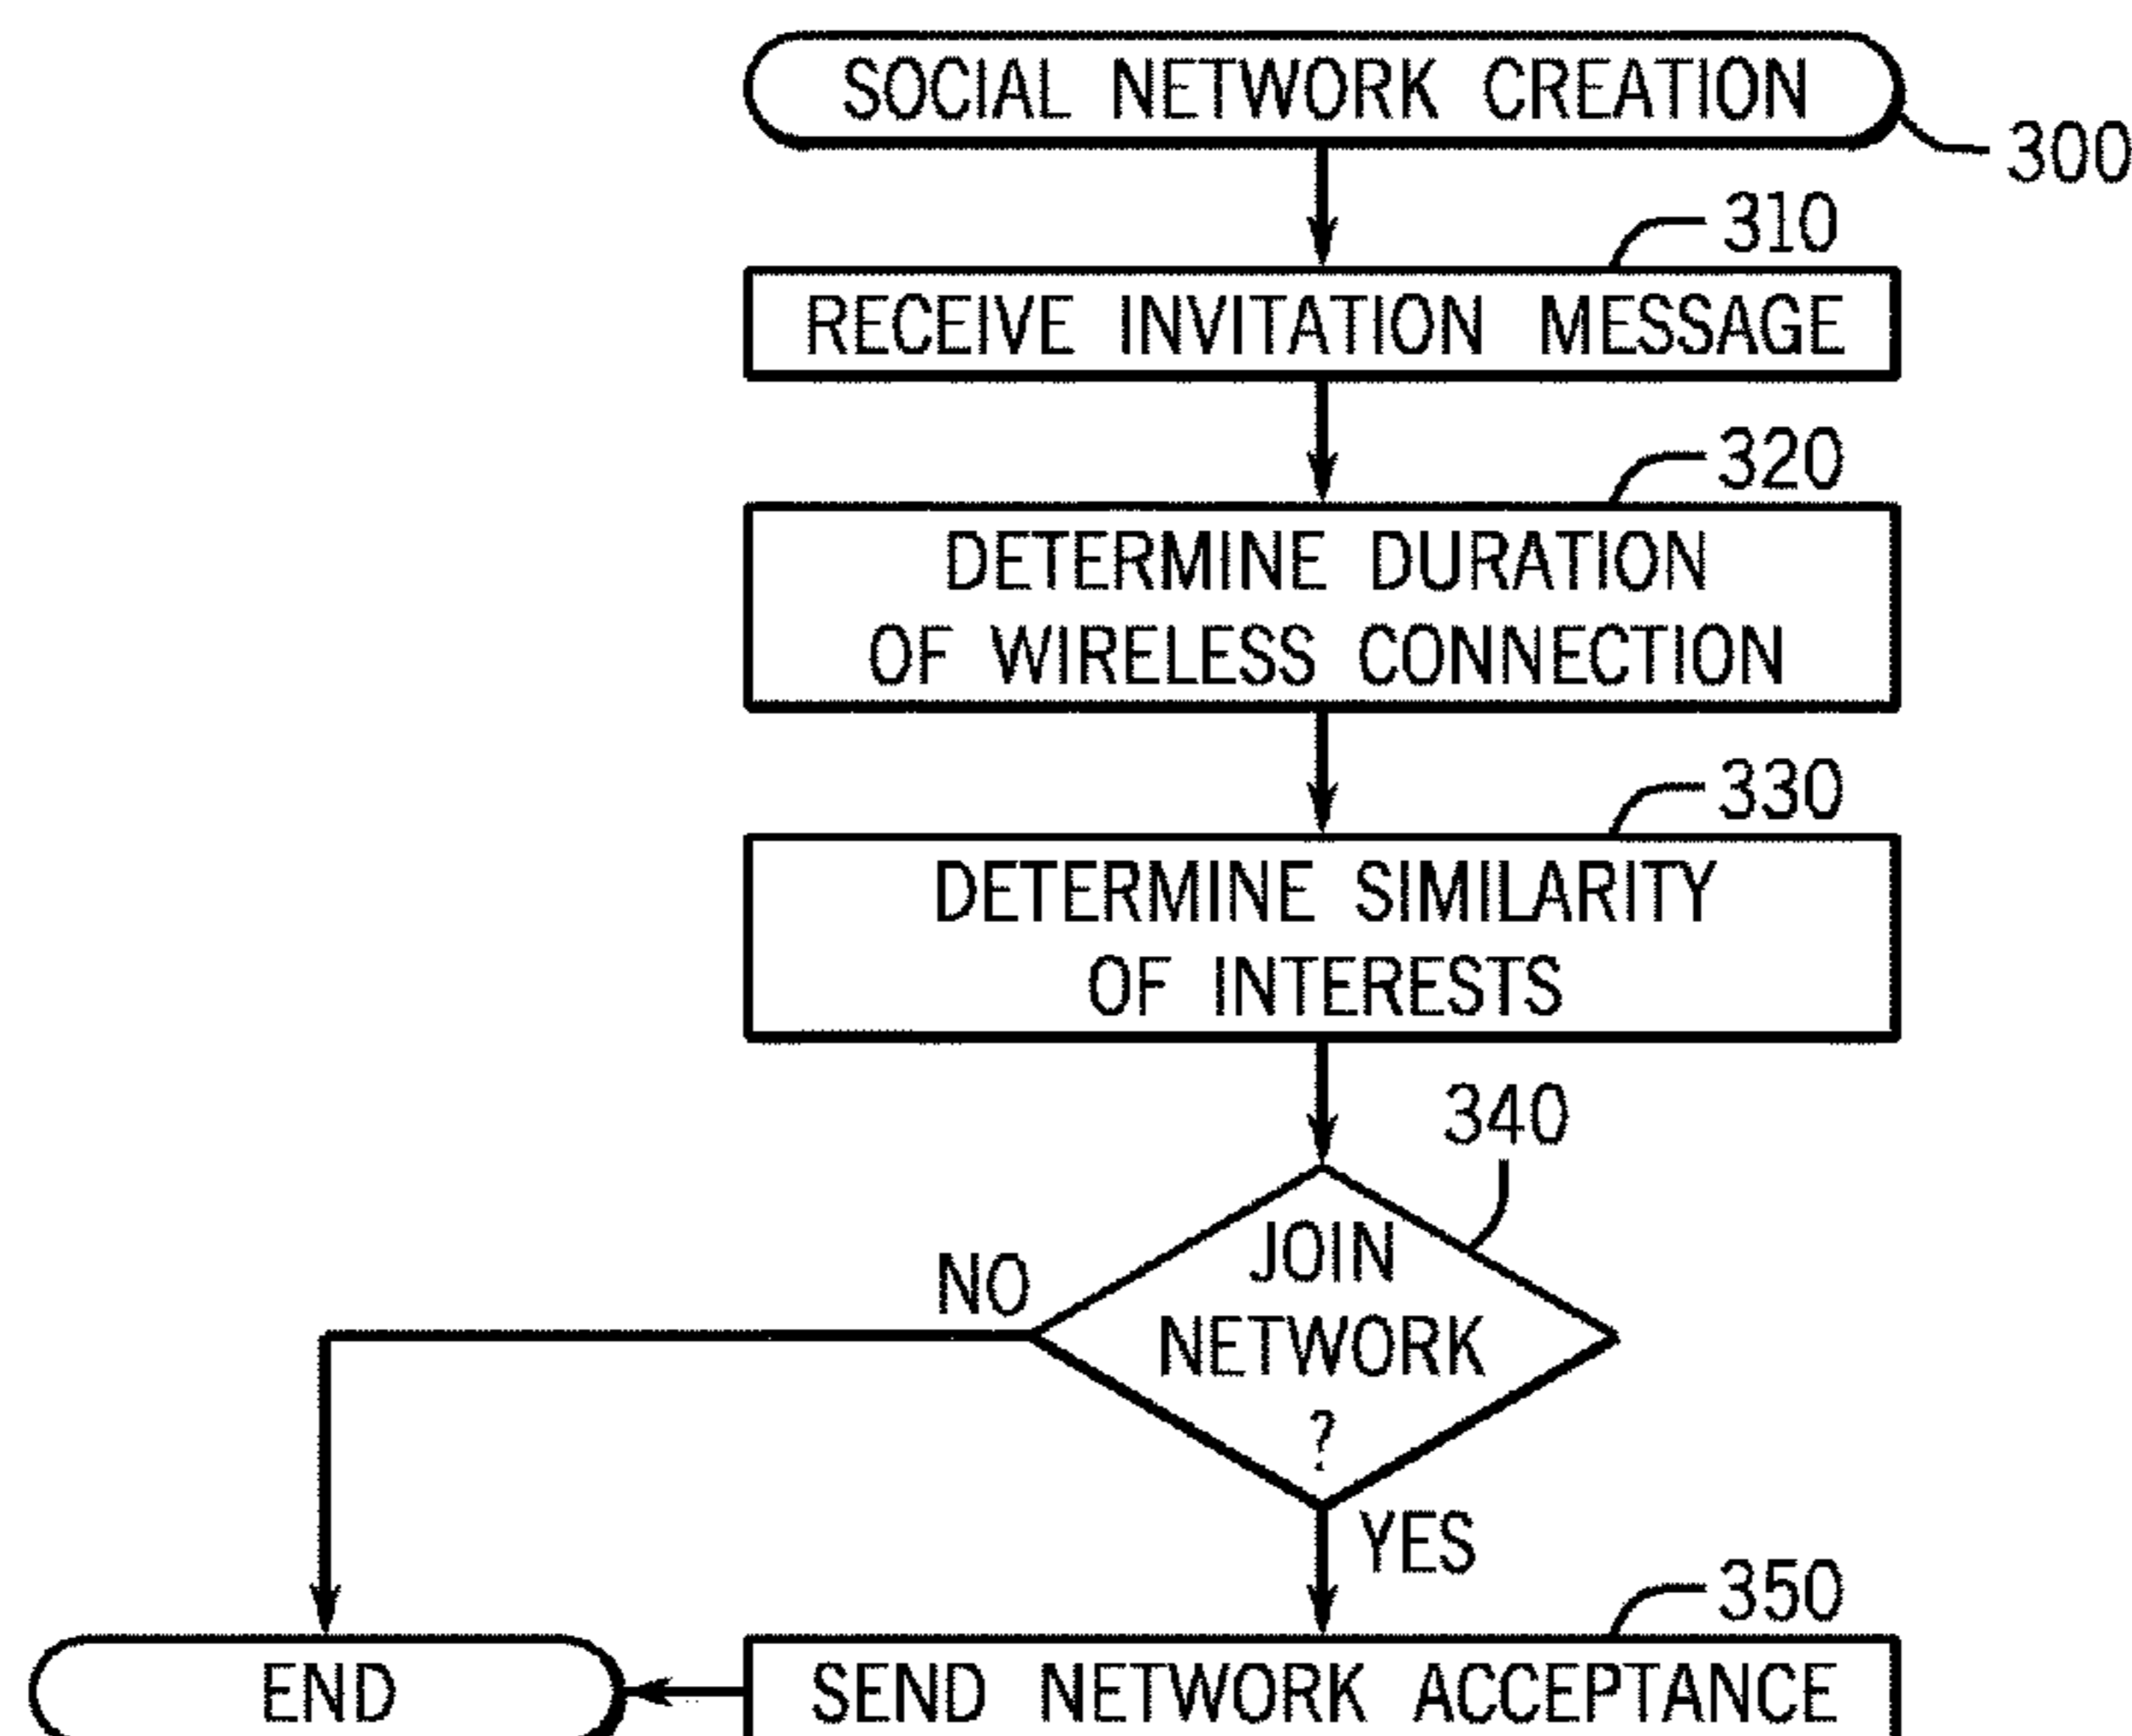 SOCIAL NETWORK CREATION
300
310
RECEIVE INVITATION MESSAGE
320
DETERMINE DURATION
OF WIRELESS CONNECTION
330
DETERMINE SIMILARITY
OF INTERESTS
340
JOIN
NETWORK
?
NO
YES
350
END
SEND NETWORK ACCEPTANCE